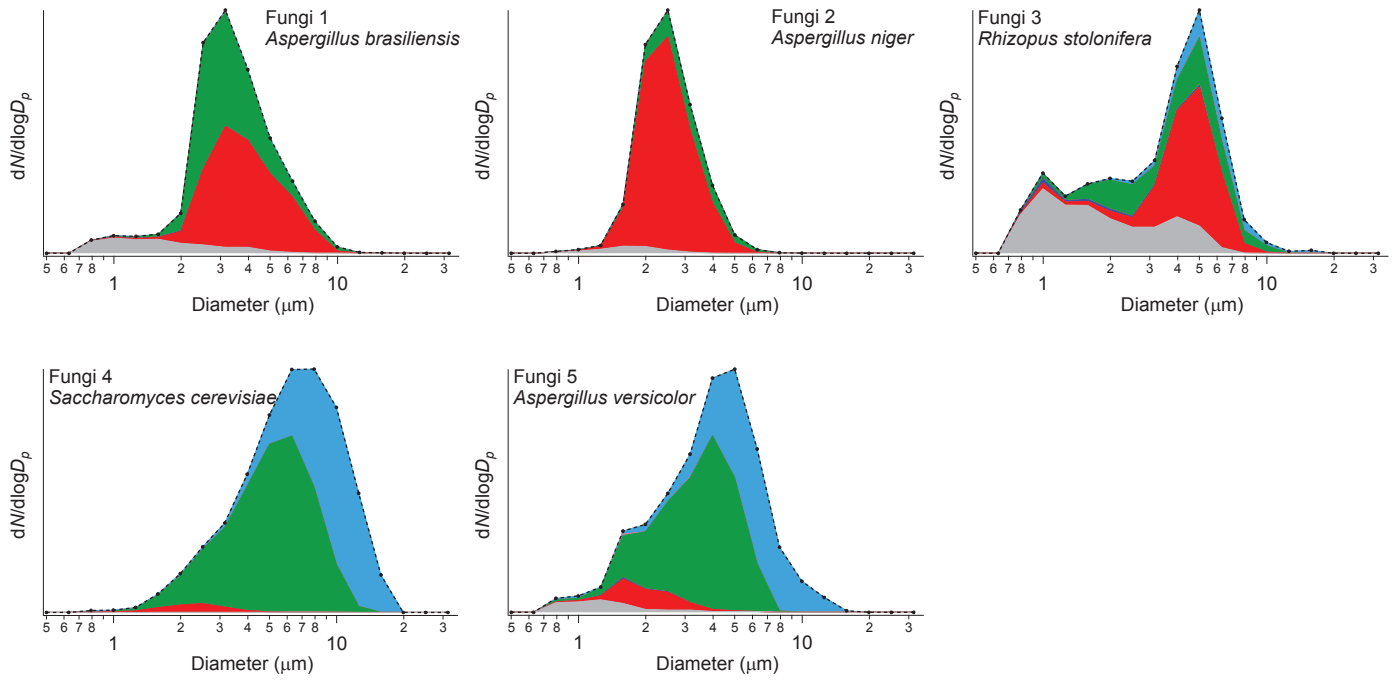 Fungi 1
Aspergillus brasiliensis
dN/dlogDp
5 6 7 8 1 2 3 4 5 6 7 8 10 2 3
Diameter (μm)
Fungi 2
Aspergillus niger
dN/dlogDp
5 6 7 8 1 2 3 4 5 6 7 8 10 2 3
Diameter (μm)
Fungi 3
Rhizopus stolonifera
dN/dlogDp
5 6 7 8 1 2 3 4 5 6 7 8 10 2 3
Diameter (μm)
Fungi 4
Saccharomyces cerevisiae
dN/dlogDp
5 6 7 8 1 2 3 4 5 6 7 8 10 2 3
Diameter (μm)
Fungi 5
Aspergillus versicolor
dN/dlogDp
5 6 7 8 1 2 3 4 5 6 7 8 10 2 3
Diameter (μm)